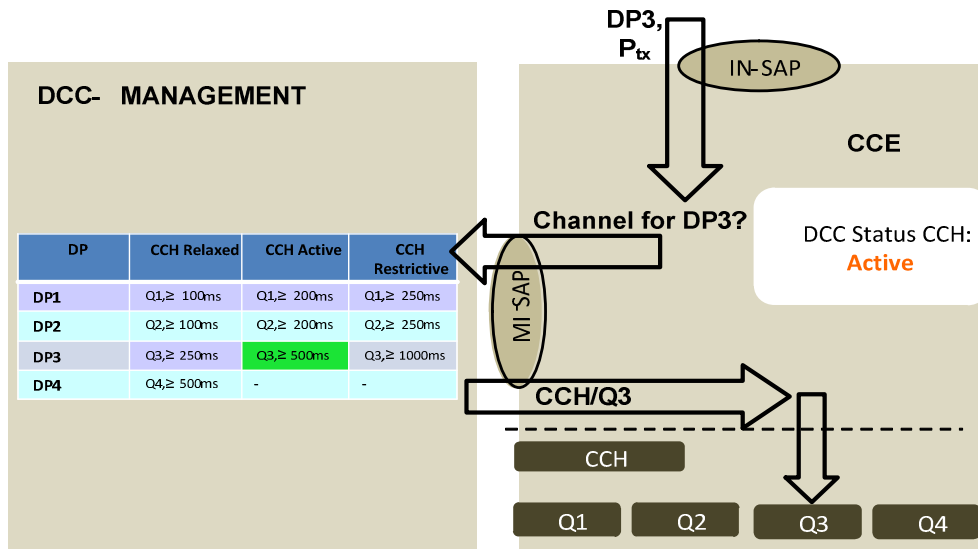 DP3,
Ptx
IN-SAP
DCC- MANAGEMENT
CCE
Channel for DP3?
DCC Status CCH:
Active
DP CCH Relaxed CCH Active CCH Restrictive
DP1 Q1,≥ 100ms Q1,≥ 200ms Q1,≥ 250ms
DP2 Q2,≥ 100ms Q2,≥ 200ms Q2,≥ 250ms
DP3 Q3,≥ 250ms Q3,≥ 500ms Q3,≥ 1000ms
DP4 Q4,≥ 500ms - -
MI-SAP
CCH/Q3
CCH
Q1 Q2 Q3 Q4